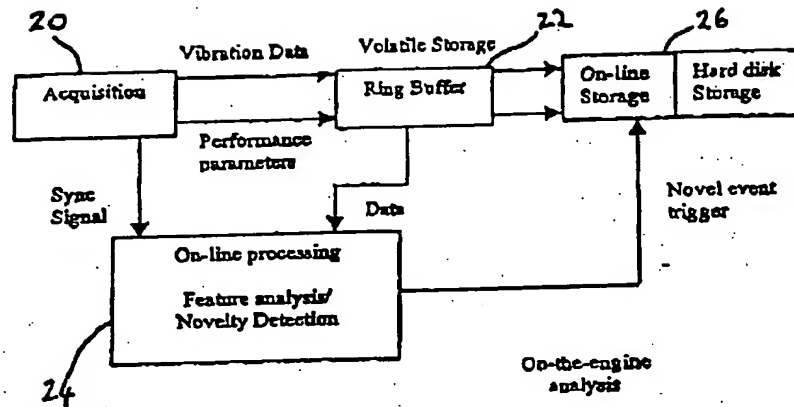 20
22
26
Vibration Data
Volatile Storage
Acquisition
Ring Buffer
On-line
Storage
Hard disk
Storage
Performance
parameters
Sync
Signal
Data
Novel event
trigger
On-line processing
Feature analysis/
Novelty Detection
24
On-the-engine
analysis